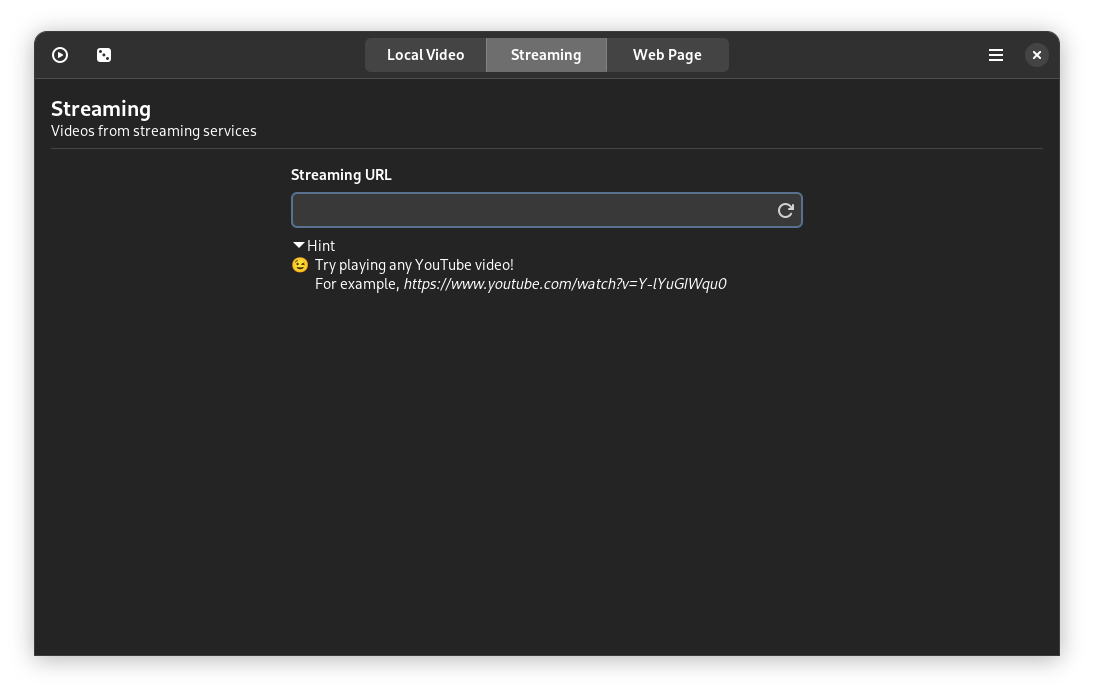 Local Video
Streaming
Web Page
Streaming
Videos from streaming services
Streaming URL
Hint
😉 Try playing any YouTube video!
For example, https://www.youtube.com/watch?v=Y-lYuGIWqu0